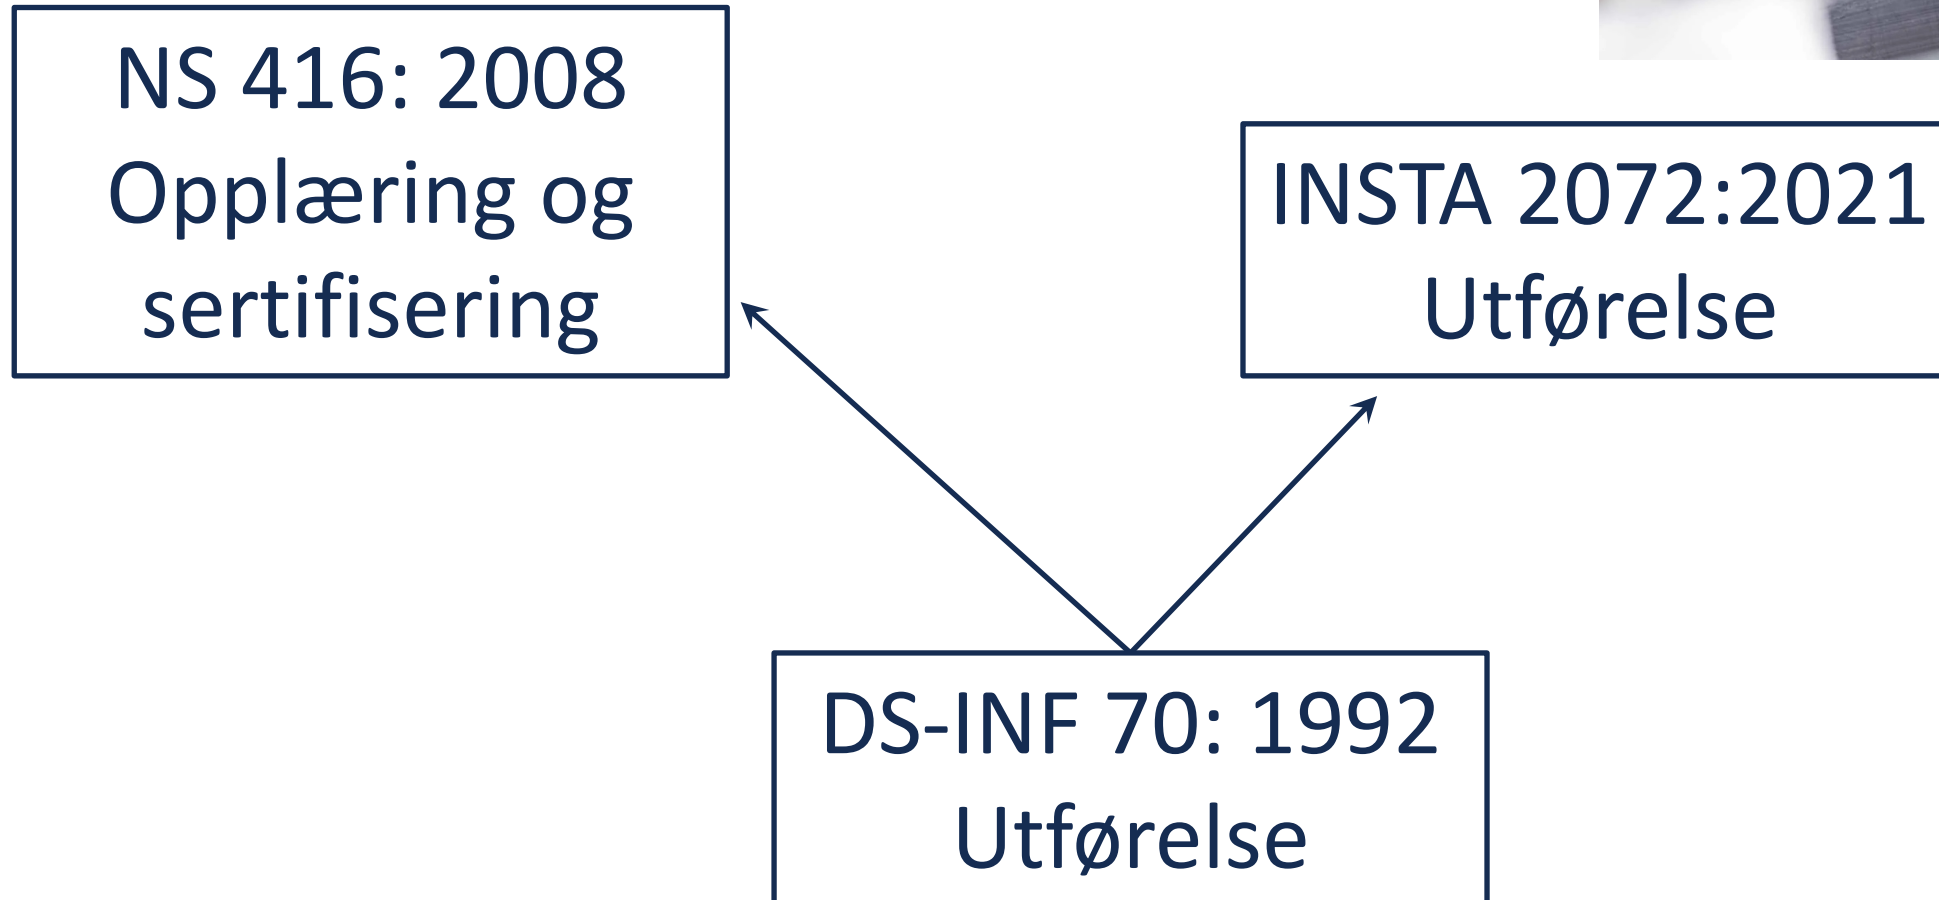 NS 416: 2008
Opplæring og
sertifisering
INSTA 2072:2021
Utførelse
DS-INF 70: 1992
Utførelse